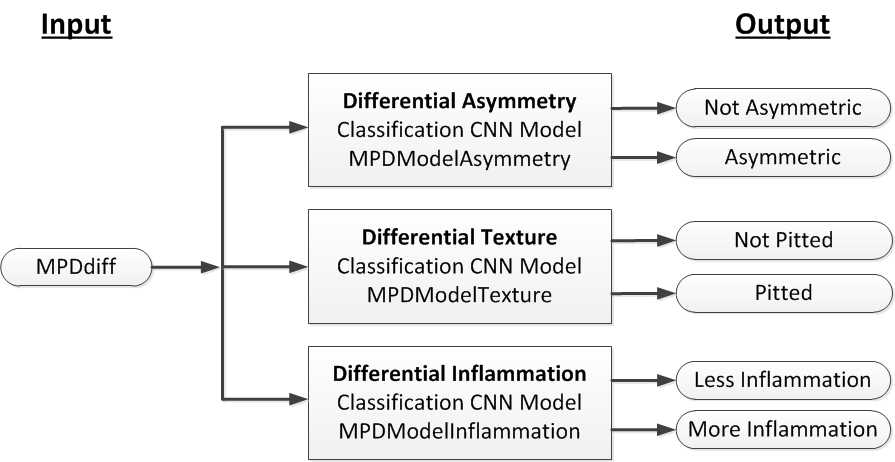 Input
Output
MPDdiff
Differential Asymmetry
Classification CNN Model
MPDModelAsymmetry
Not Asymmetric
Asymmetric
Differential Texture
Classification CNN Model
MPDModelTexture
Not Pitted
Pitted
Differential Inflammation
Classification CNN Model
MPDModelInflammation
Less Inflammation
More Inflammation